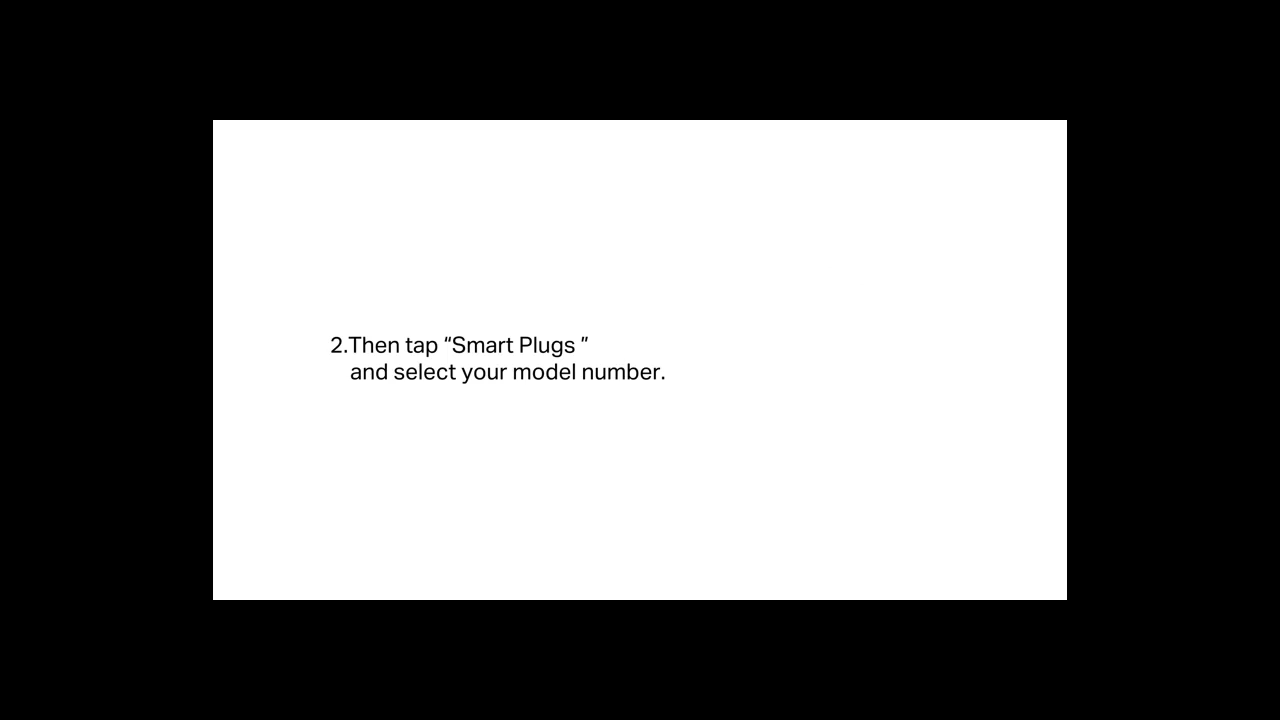 2.Then tap “Smart Plugs ”
and select your model number.